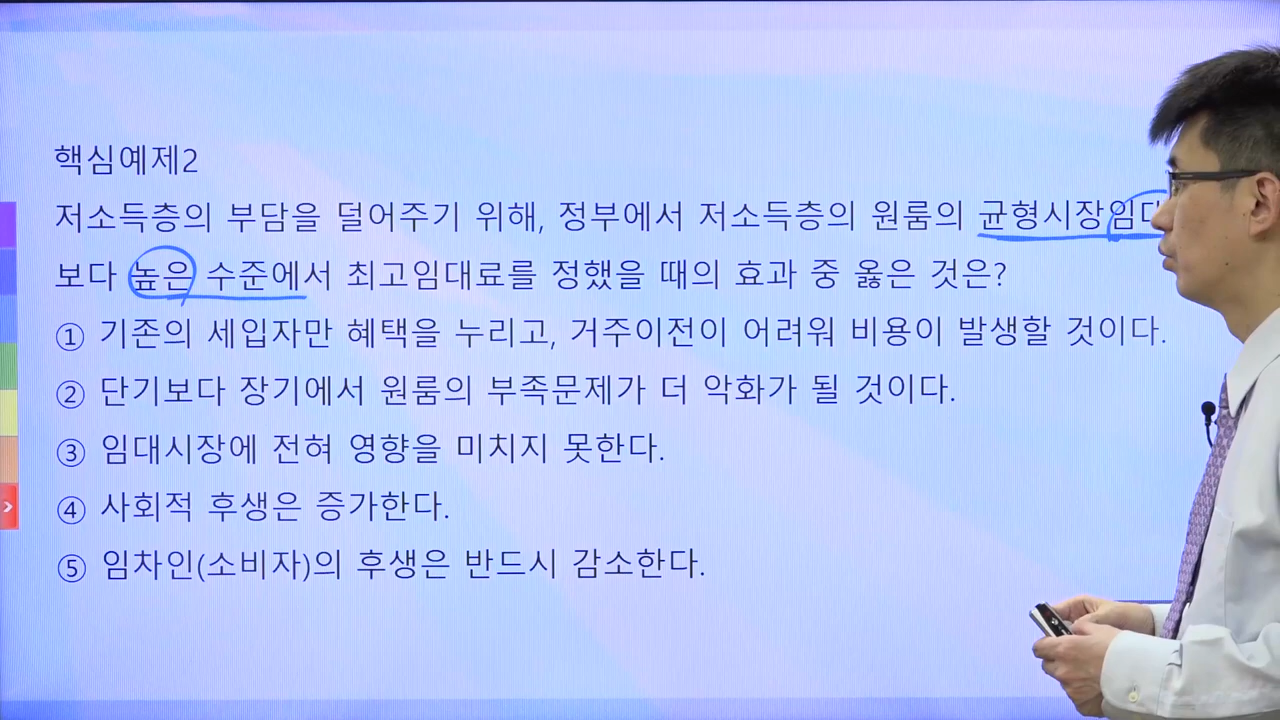 핵심예제2
저소득층의 부담을 덜어주기 위해, 정부에서 저소득층의 원룸의
보다 높은 수준에서 최고임대료를 정했을 때의 효과 중 옳은 것은?
① 기존의 세입자만 혜택을 누리고, 거주이전이 어려워 비용이 발생할 것이다.
② 단기보다 장기에서 원룸의 부족문제가 더 악화가 될 것이다.
③ 임대시장에 전혀 영향을 미치지 못한다.
④ 사회적 후생은 증가한다.
⑤ 임차인(소비자)의 후생은 반드시 감소한다.